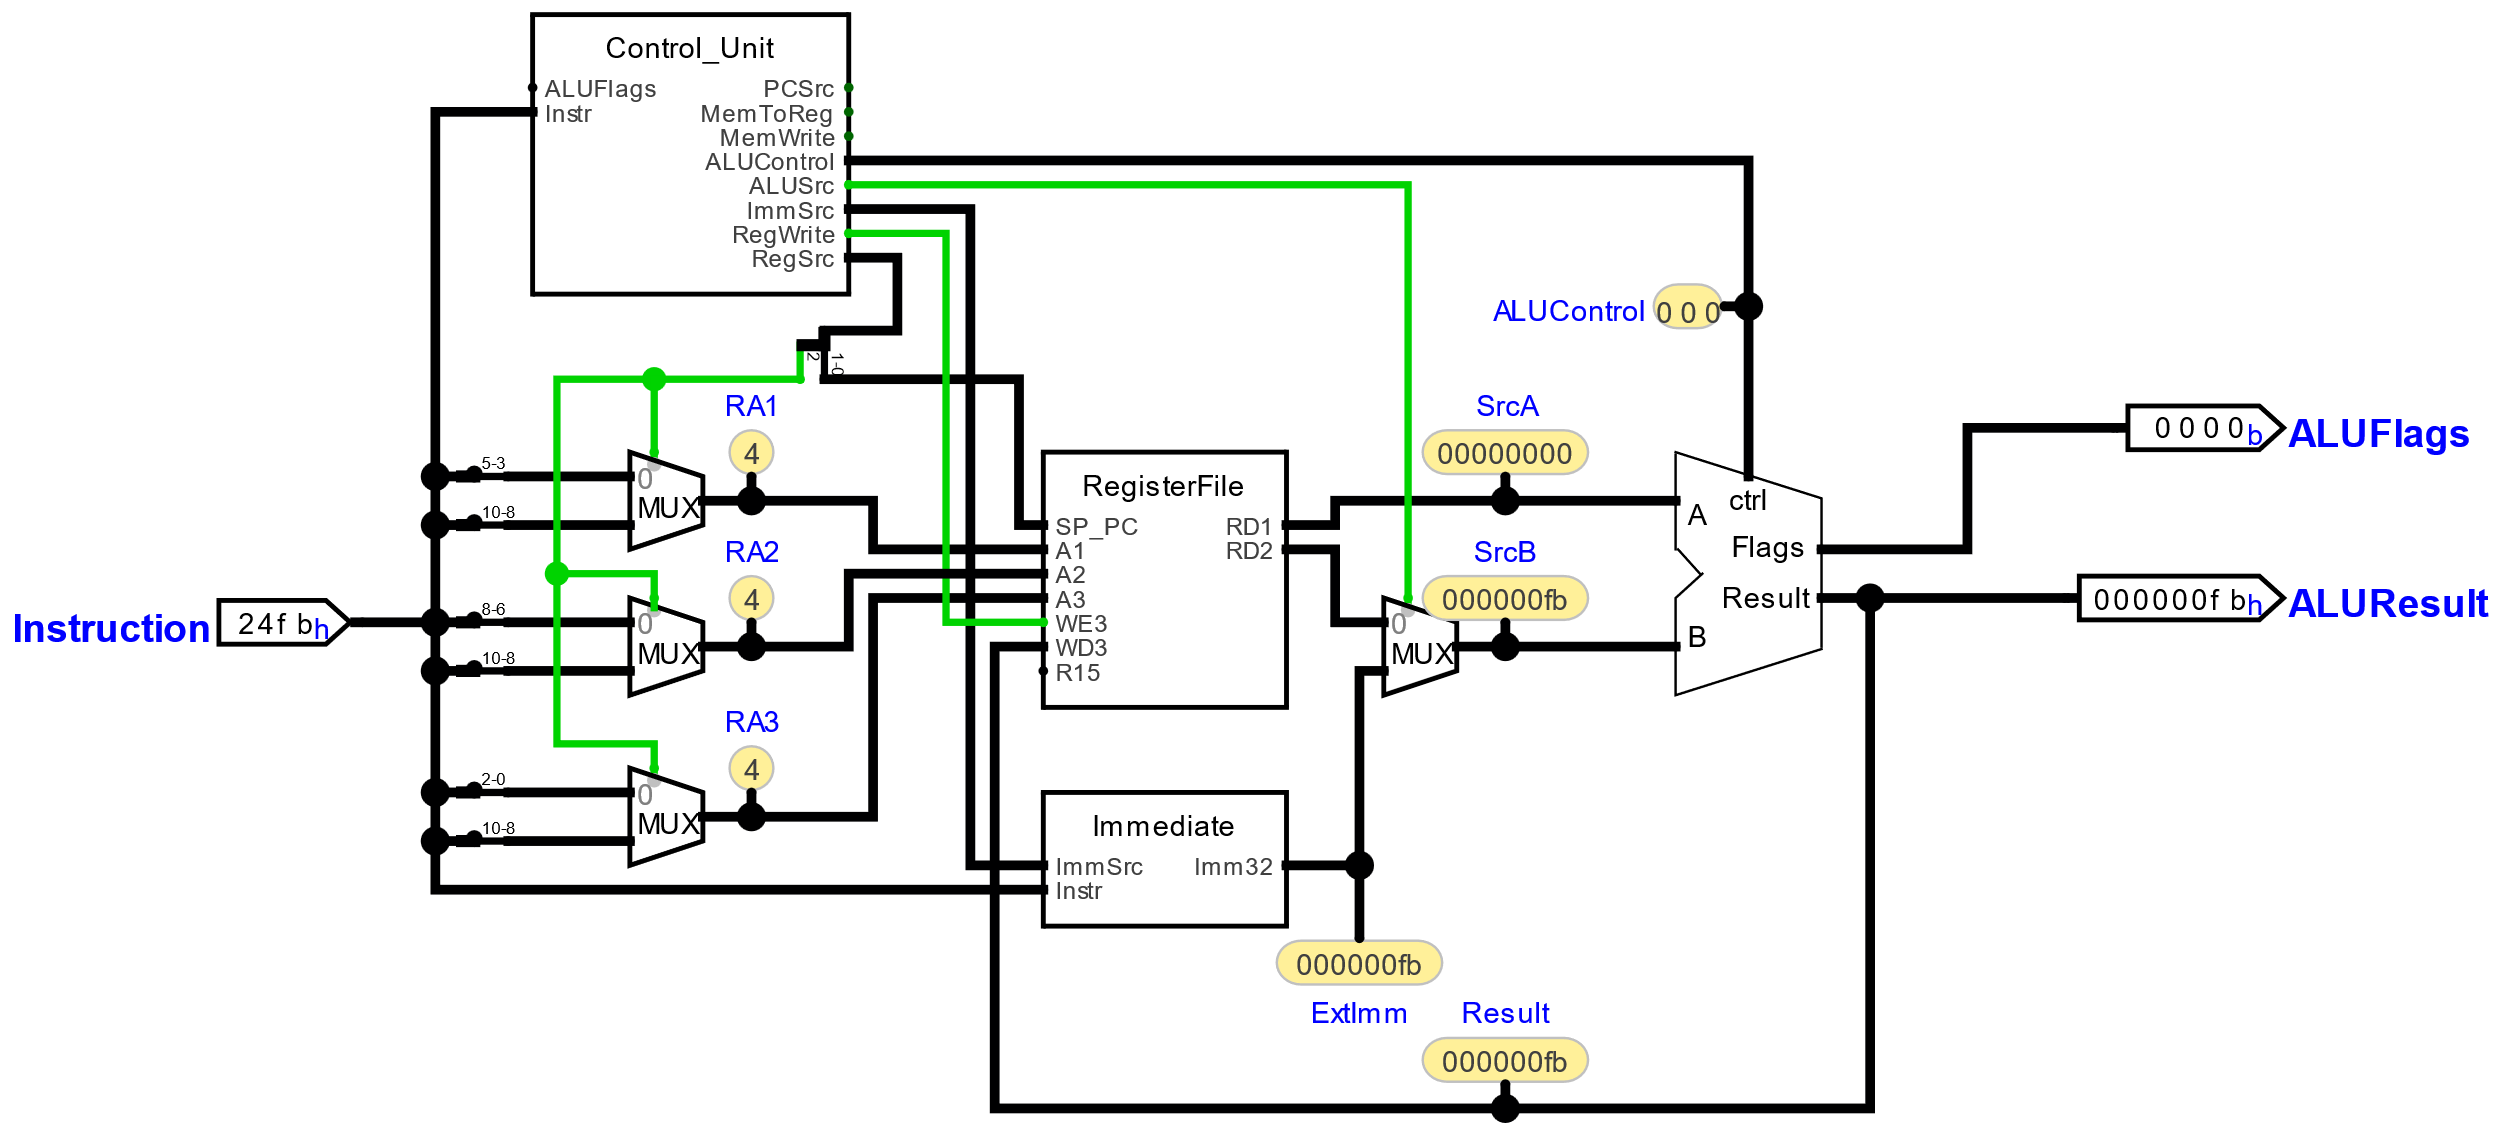 Control_Unit
ALUFlags PCSrc
Instr MemToReg
MemWrite
ALUControl
ALUSrc
ImmSrc
RegWrite
RegSrc
ALUControl 0 0 0
2 1-0
RA1
4
SrcA
00000000
0 0 0 0b ALUFlags
5-3
0
MUX
10-8
RegisterFile
SP_PC RD1
A1 RD2
A2
A3
WE3
WD3
R15
ctrl
A
Flags
Result
B
RA2
4
SrcB
000000fb
Instruction 24f bh
8-6
0
MUX
10-8
0
MUX
000000f bh ALUResult
RA3
4
2-0
0
MUX
10-8
Immediate
ImmSrc Imm32
Instr
000000fb
ExtImm
Result
000000fb